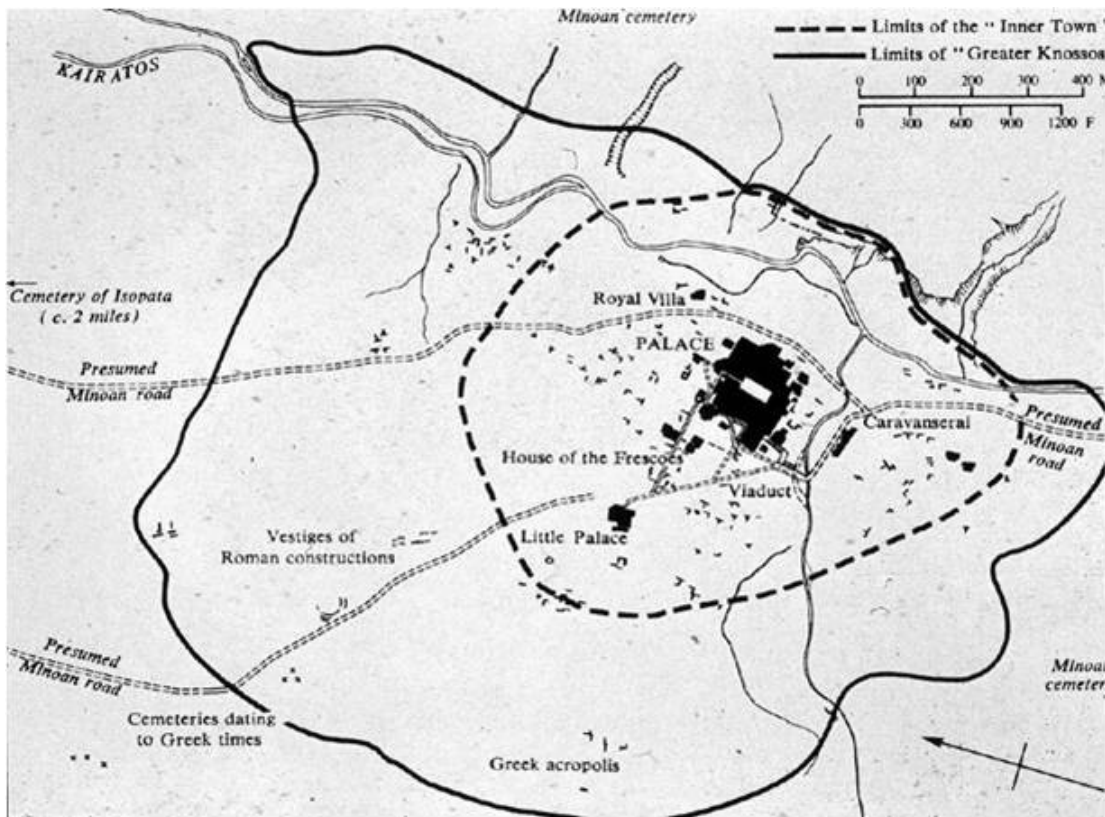 Minoan cemetery
Limits of the "Inner Town"
Limits of "Greater Knossos
KAIRATOS
0 100 200 300 400 M
0 300 600 900 1200 F
Cemetery of Isopata
(c. 2 miles)
Royal Villa
PALACE
Presumed
Minoan road
Caravanserai
Presumed
Minoan
road
House of the Frescoes
Viaduct
Little Palace
Vestiges of
Roman constructions
Presumed
Minoan road
Minoan
cemetery
Cemeteries dating
to Greek times
Greek acropolis